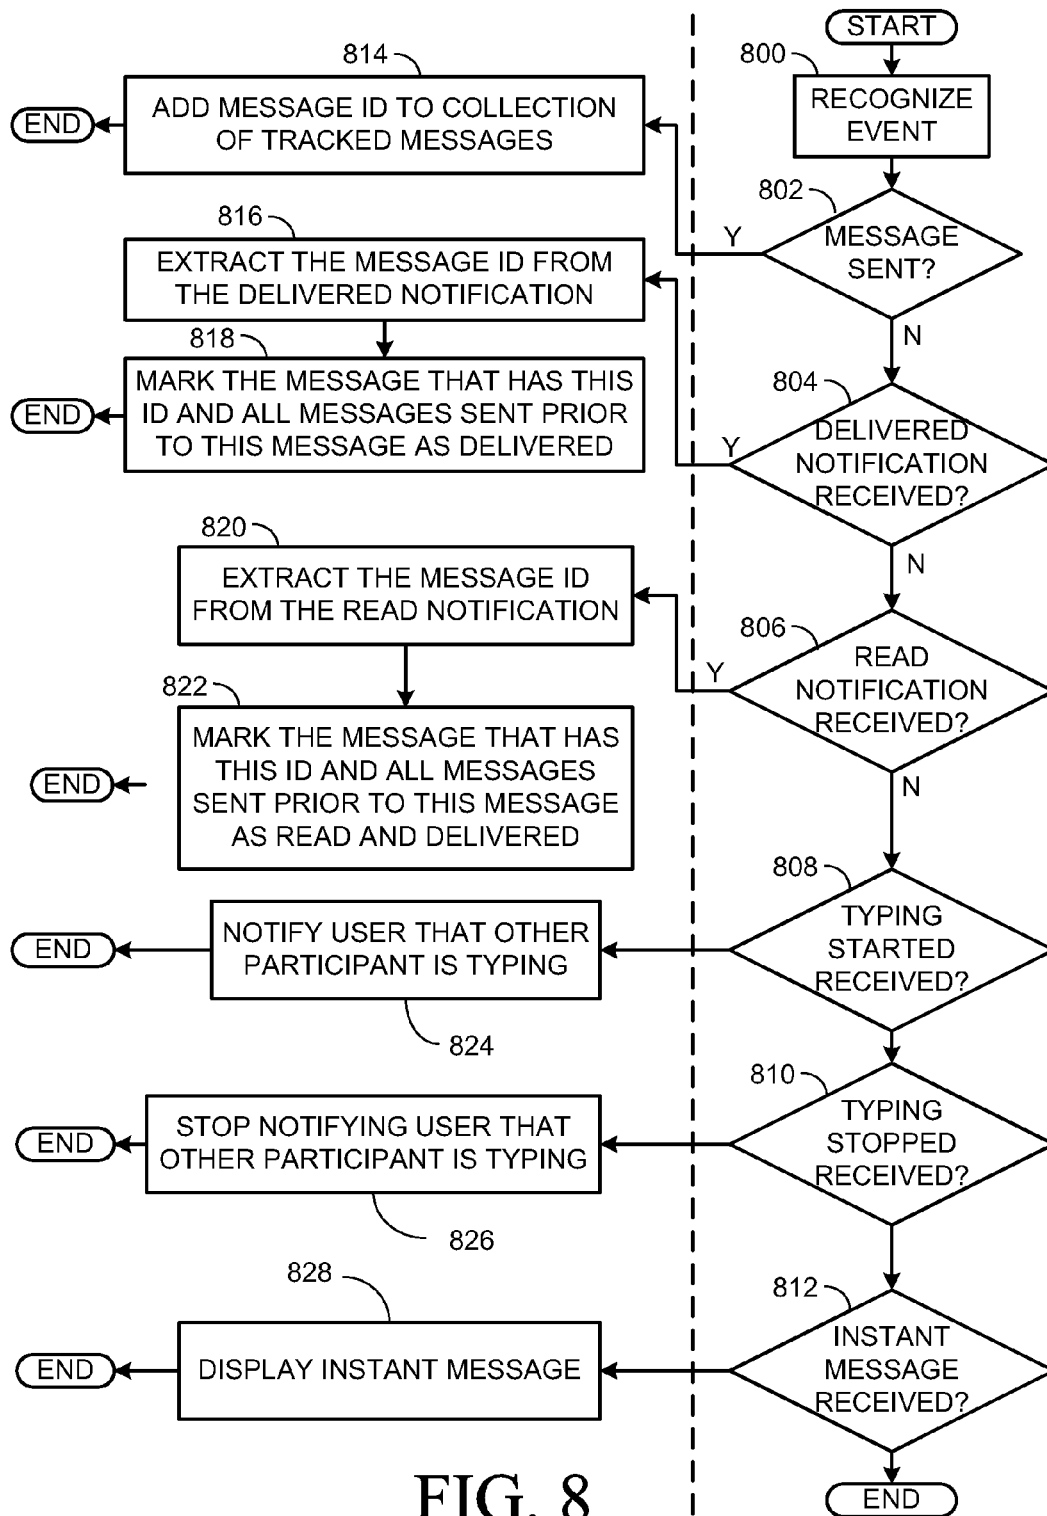 START
800
RECOGNIZE
EVENT
802
MESSAGE
SENT?
Y
N
814
ADD MESSAGE ID TO COLLECTION
OF TRACKED MESSAGES
END
804
DELIVERED
NOTIFICATION
RECEIVED?
Y
N
816
EXTRACT THE MESSAGE ID FROM
THE DELIVERED NOTIFICATION
818
MARK THE MESSAGE THAT HAS THIS
ID AND ALL MESSAGES SENT PRIOR
TO THIS MESSAGE AS DELIVERED
END
806
READ
NOTIFICATION
RECEIVED?
Y
N
820
EXTRACT THE MESSAGE ID
FROM THE READ NOTIFICATION
822
MARK THE MESSAGE THAT HAS
THIS ID AND ALL MESSAGES
SENT PRIOR TO THIS MESSAGE
AS READ AND DELIVERED
END
808
TYPING
STARTED
RECEIVED?
NOTIFY USER THAT OTHER
PARTICIPANT IS TYPING
824
END
810
TYPING
STOPPED
RECEIVED?
STOP NOTIFYING USER THAT
OTHER PARTICIPANT IS TYPING
826
END
812
INSTANT
MESSAGE
RECEIVED?
828
DISPLAY INSTANT MESSAGE
END
END
FIG. 8